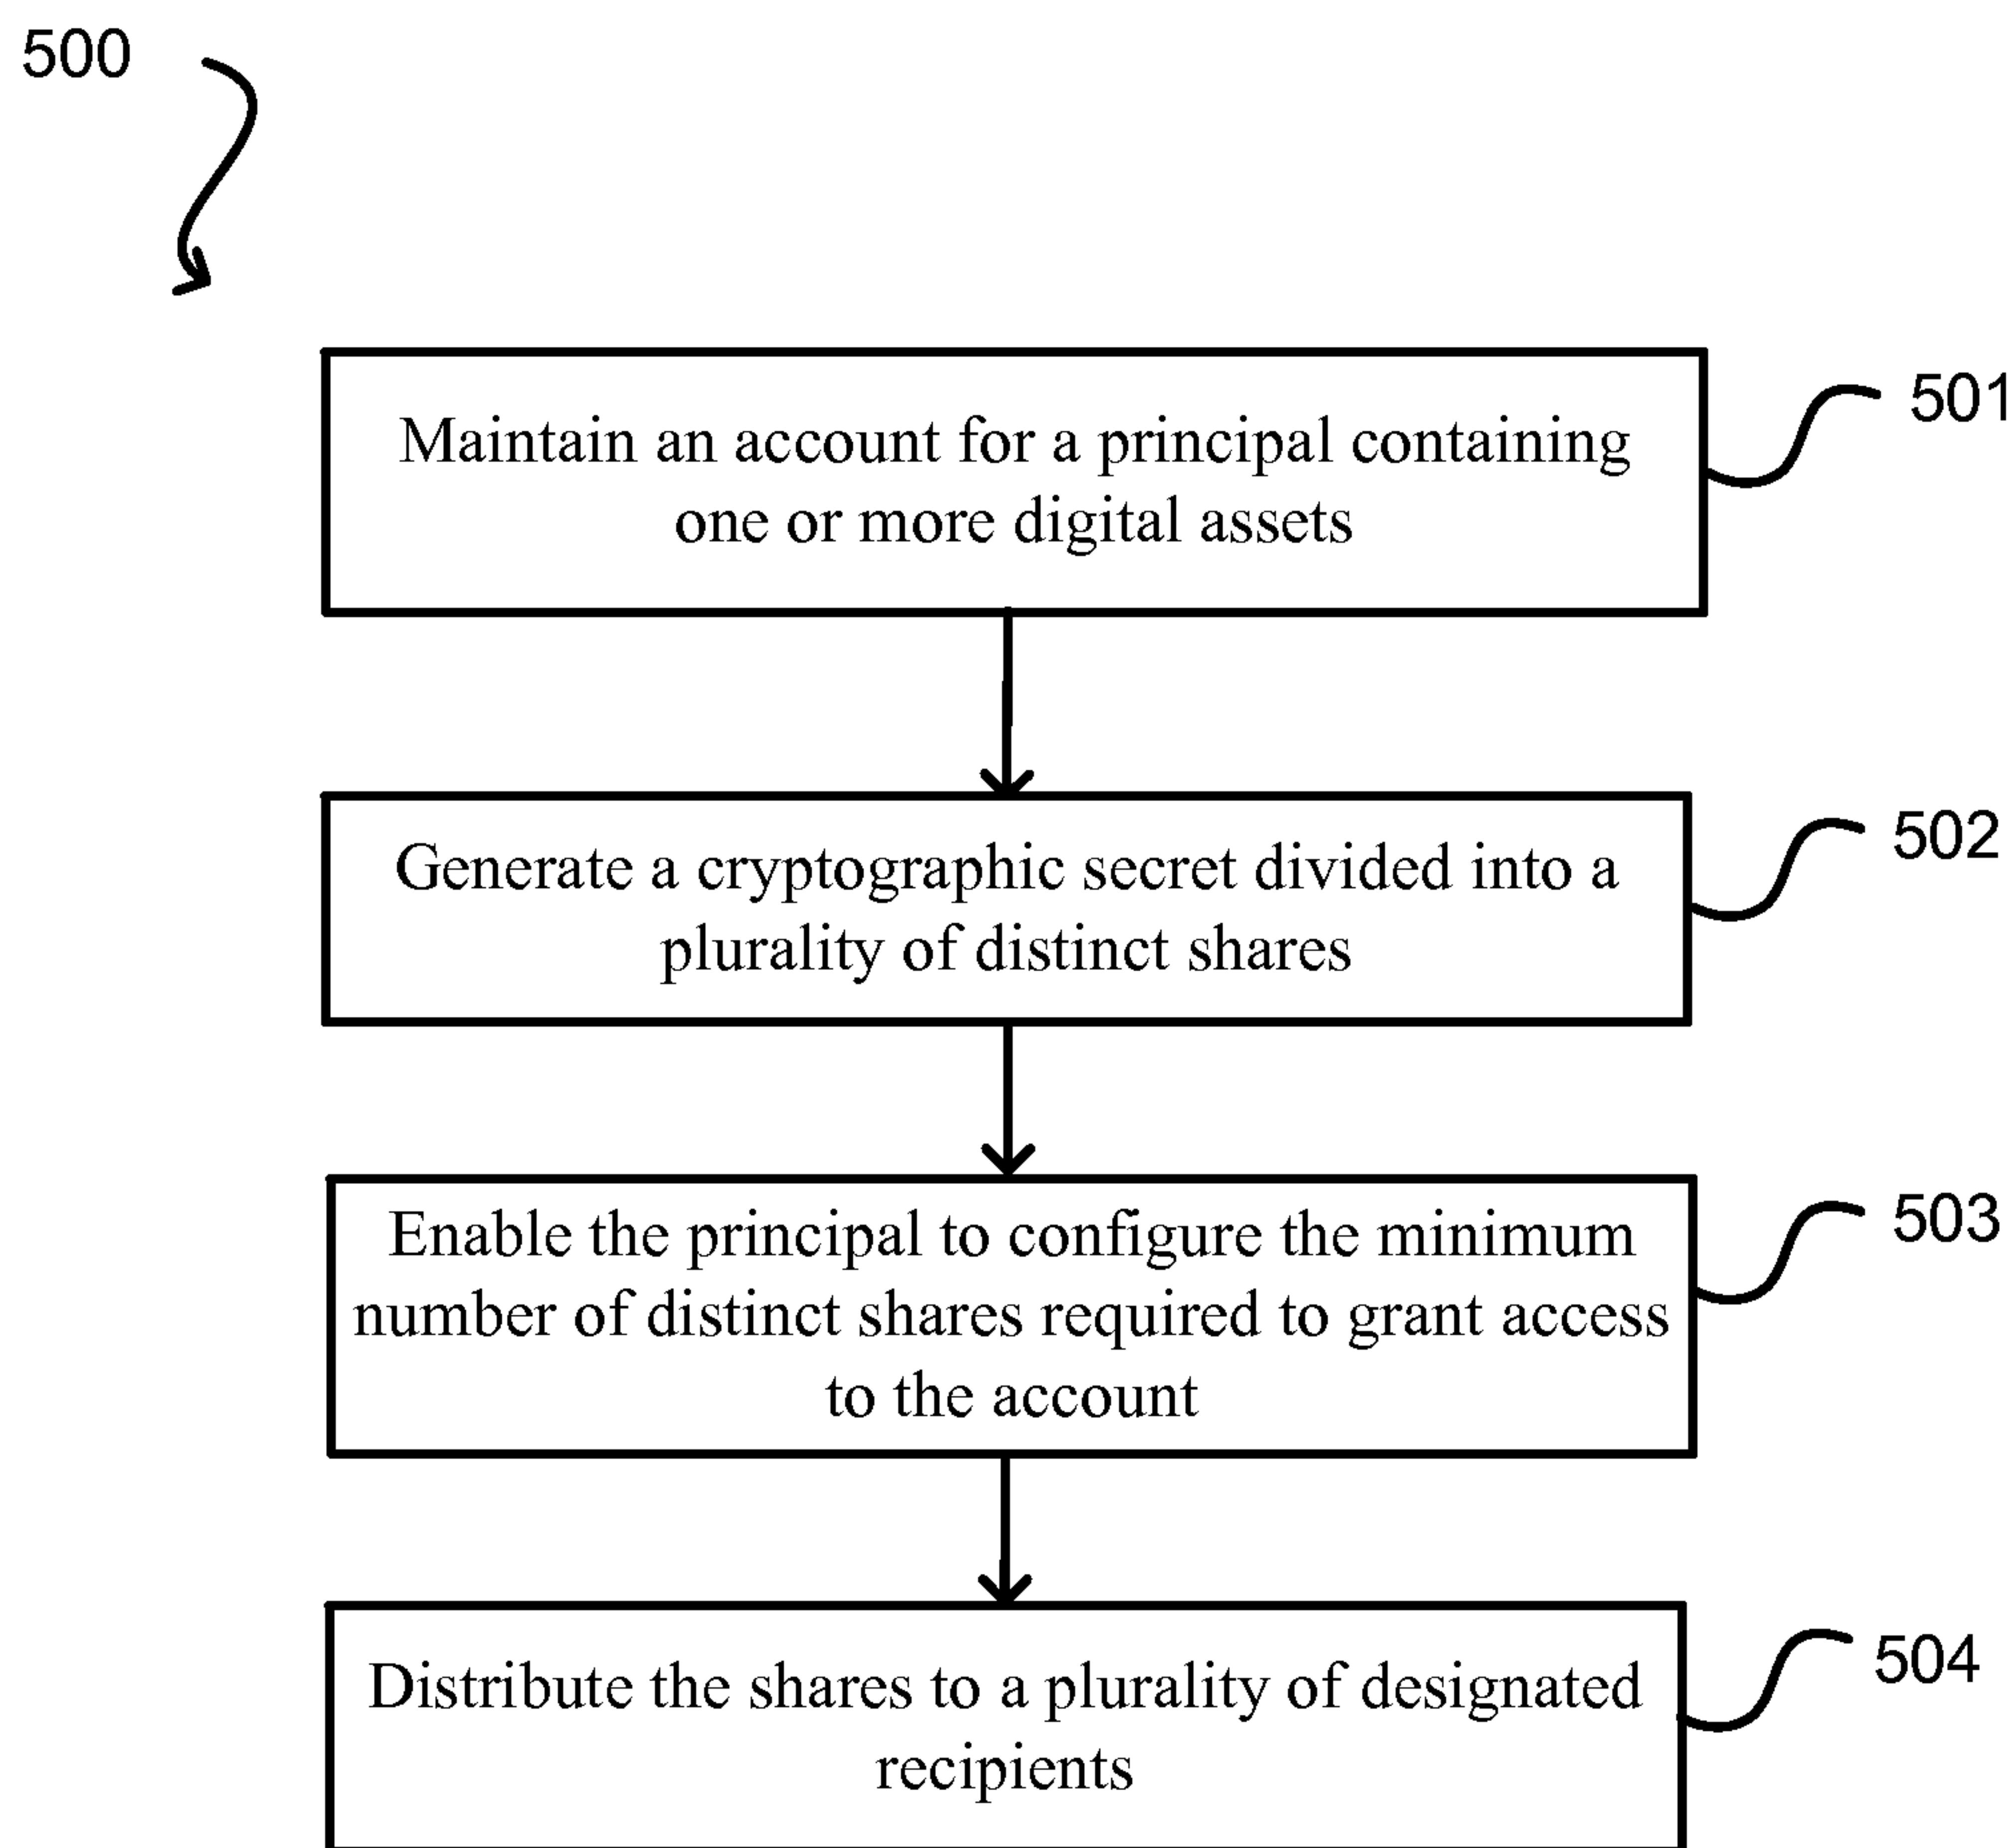 500
Maintain an account for a principal containing
one or more digital assets
501
Generate a cryptographic secret divided into a
plurality of distinct shares
502
Enable the principal to configure the minimum
number of distinct shares required to grant access
to the account
503
Distribute the shares to a plurality of designated
recipients
504